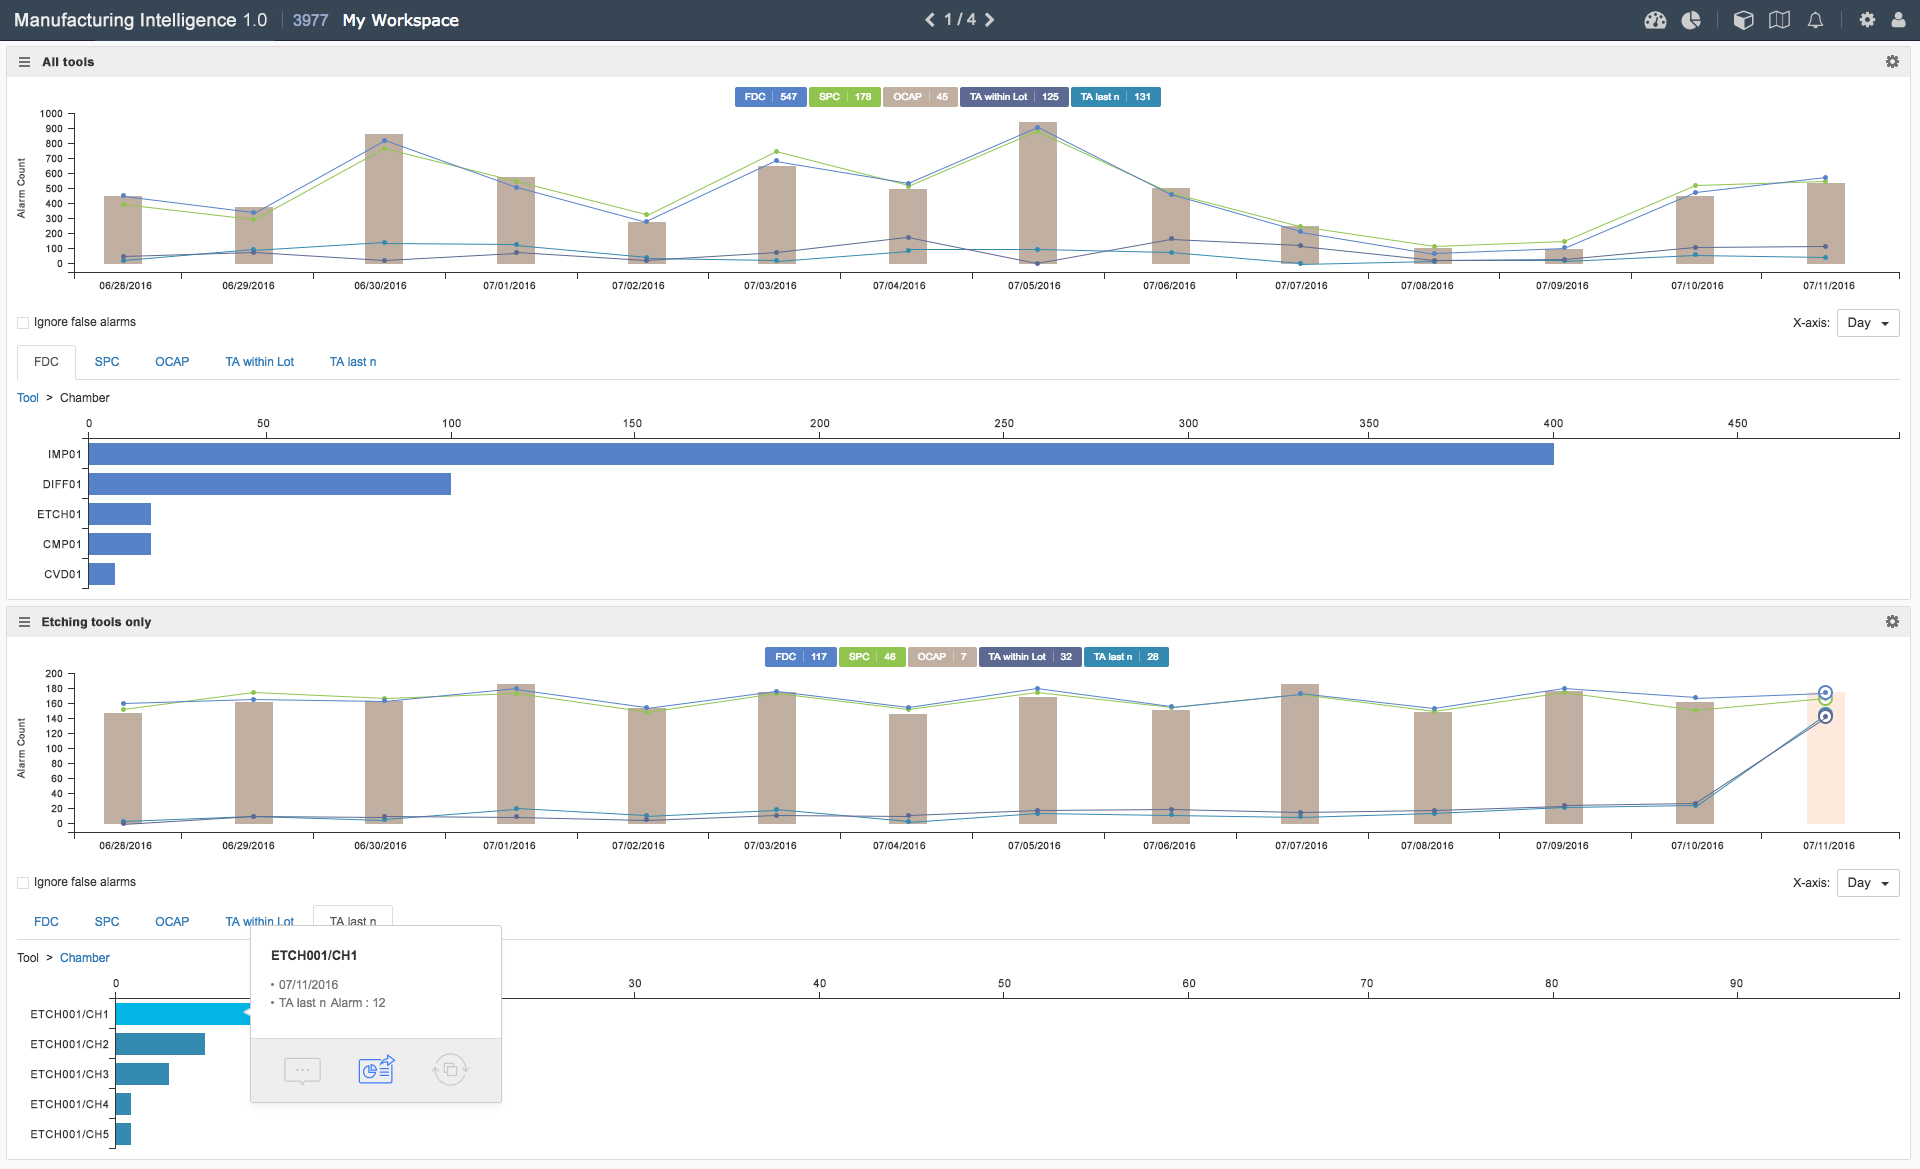 Manufacturing Intelligence 1.0 3977 My Workspace 1 / 4
All tools
FDC 547 SPC 178 OCAP 45 TA within Lot 125 TA last n 131
Alarm Count
1000
900
800
700
600
500
400
300
200
100
0
06/28/2016 06/29/2016 06/30/2016 07/01/2016 07/02/2016 07/03/2016 07/04/2016 07/05/2016 07/06/2016 07/07/2016 07/08/2016 07/09/2016 07/10/2016 07/11/2016
Ignore false alarms X-axis: Day
FDC SPC OCAP TA within Lot TA last n
Tool > Chamber
0 50 100 150 200 250 300 350 400 450
IMP01
DIFF01
ETCH01
CMP01
CVD01
Etching tools only
FDC 117 SPC 46 OCAP 7 TA within Lot 32 TA last n 28
Alarm Count
200
180
160
140
120
100
80
60
40
20
0
06/28/2016 06/29/2016 06/30/2016 07/01/2016 07/02/2016 07/03/2016 07/04/2016 07/05/2016 07/06/2016 07/07/2016 07/08/2016 07/09/2016 07/10/2016 07/11/2016
Ignore false alarms X-axis: Day
FDC SPC OCAP TA within Lot TA last n
Tool > Chamber
0 30 40 50 60 70 80 90
ETCH001/CH1
ETCH001/CH2
ETCH001/CH3
ETCH001/CH4
ETCH001/CH5
ETCH001/CH1
• 07/11/2016
• TA last n Alarm : 12